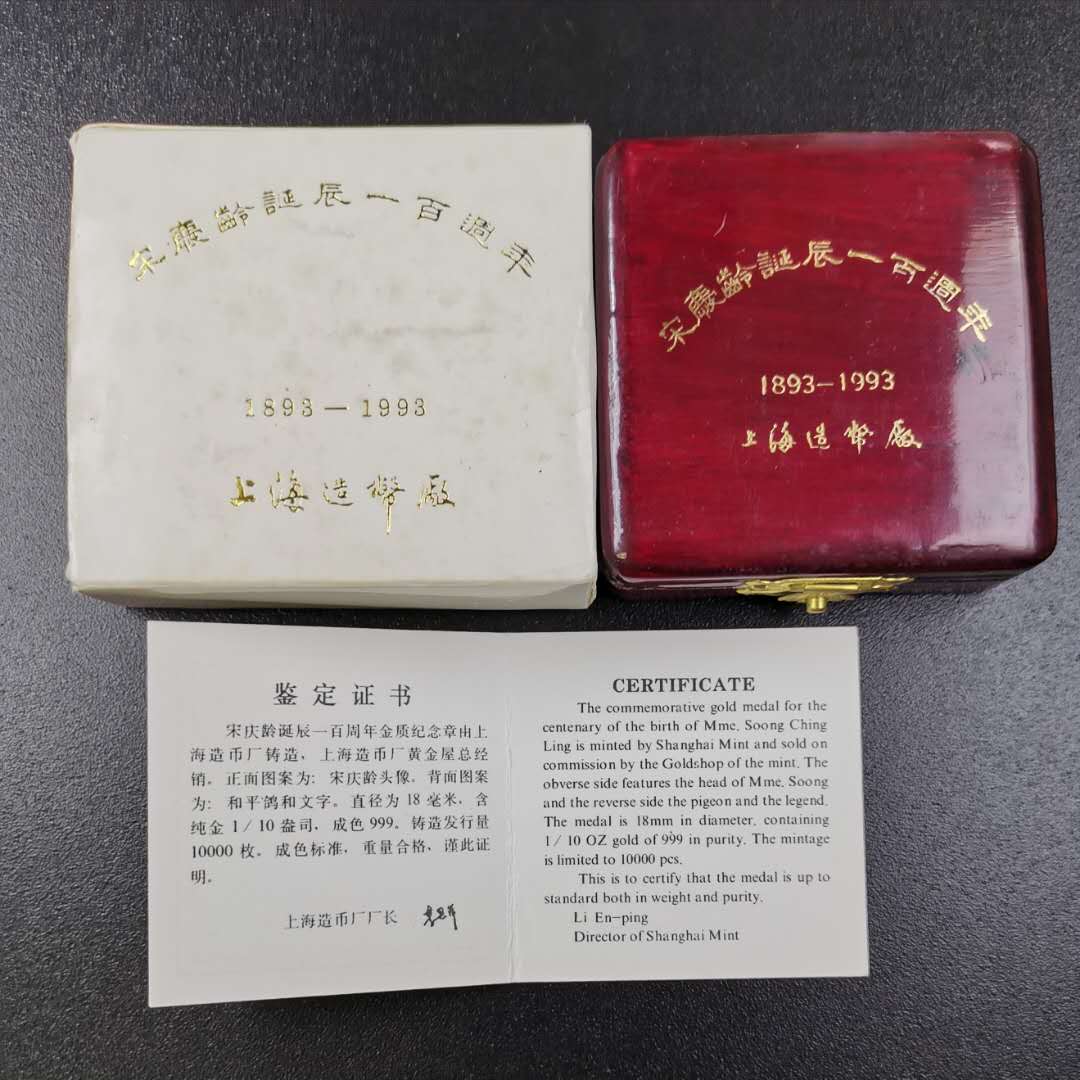 宋慶齡誕辰一百週年
1893—1993
上海造幣廠
宋慶齡誕辰一百週年
1893—1993
上海造幣廠
鉴定证书
宋庆龄诞辰一百周年金质纪念章由上
海造币厂铸造，上海造币厂黄金屋总经
销。正面图案为：宋庆龄头像。背面图案
为：和平鸽和文字。直径为18毫米，含
纯金1/10盎司，成色999。铸造发行量
10000枚。成色标准，重量合格，谨此证
明。
上海造币厂厂长
CERTIFICATE
The commemorative gold medal for the
centenary of the birth of Mme. Soong Ching
Ling is minted by Shanghai Mint and sold on
commission by the Goldshop of the mint. The
obverse side features the head of Mme. Soong
and the reverse side the pigeon and the legend.
The medal is 18mm in diameter, containing
1/10 OZ gold of 999 in purity. The mintage
is limited to 10000 pcs.
This is to certify that the medal is up to
standard both in weight and purity.
Li En-ping
Director of Shanghai Mint